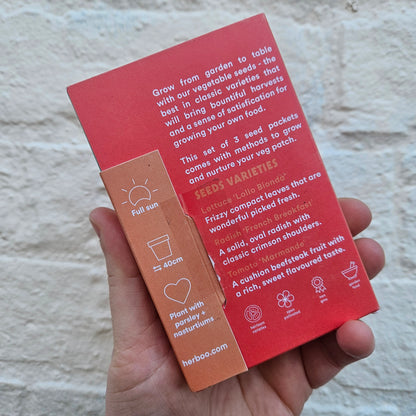 Grow from garden to table
with our vegetable seeds - the
best in classic varieties that
will bring bountiful harvests
and a sense of satisfaction for
growing your own food.
This set of 3 seed packets
comes with methods to grow
and nurture your veg patch.
SEEDS VARIETIES
Lettuce 'Lollo Bionda'
Frizzy compact leaves that are
wonderful picked fresh.
Radish 'French Breakfast'
A solid, oval radish with
classic crimson shoulders.
Tomato 'Marmande'
A cushion beefsteak fruit with
a rich, sweet flavoured taste.
Full sun
40cm
Plant with
parsley +
nasturtiums
herboo.com